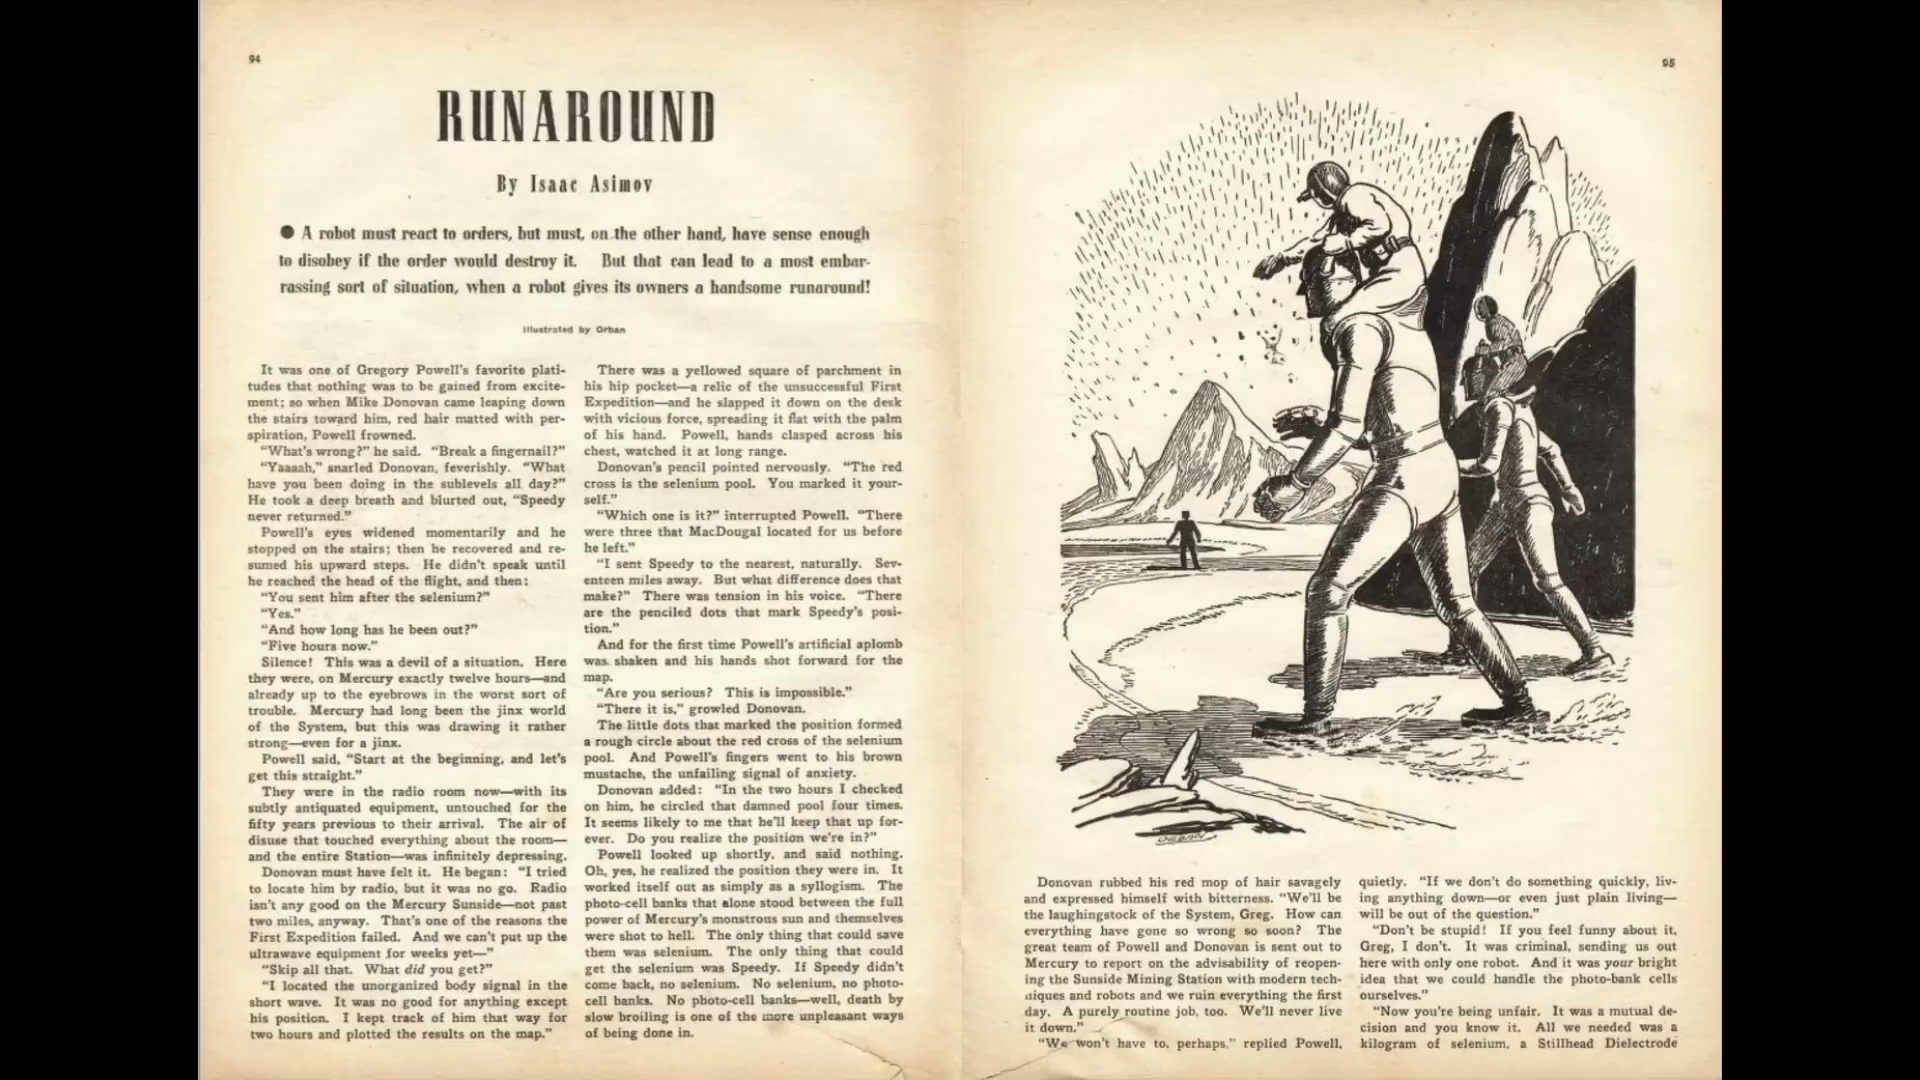 94
RUNAROUND
By Isaac Asimov
● A robot must react to orders, but must, on the other hand, have sense enough
to disobey if the order would destroy it. But that can lead to a most embar-
rassing sort of situation, when a robot gives its owners a handsome runaround!
Illustrated by Orban
It was one of Gregory Powell's favorite plati-
tudes that nothing was to be gained from excite-
ment; so when Mike Donovan came leaping down
the stairs toward him, red hair matted with per-
spiration, Powell frowned.
"What's wrong?" he said. "Break a fingernail?"
"Yaaaah," snarled Donovan, feverishly. "What
have you been doing in the sublevels all day?"
He took a deep breath and blurted out, "Speedy
never returned."
Powell's eyes widened momentarily and he
stopped on the stairs; then he recovered and re-
sumed his upward steps. He didn't speak until
he reached the head of the flight, and then:
"You sent him after the selenium?"
"Yes."
"And how long has he been out?"
"Five hours now."
Silence! This was a devil of a situation. Here
they were, on Mercury exactly twelve hours—and
already up to the eyebrows in the worst sort of
trouble. Mercury had long been the jinx world
of the System, but this was drawing it rather
strong—even for a jinx.
Powell said, "Start at the beginning, and let's
get this straight."
They were in the radio room now—with its
subtly antiquated equipment, untouched for the
fifty years previous to their arrival. The air of
disuse that touched everything about the room—
and the entire Station—was infinitely depressing.
Donovan must have felt it. He began: "I tried
to locate him by radio, but it was no go. Radio
isn't any good on the Mercury Sunside—not past
two miles, anyway. That's one of the reasons the
First Expedition failed. And we can't put up the
ultrawave equipment for weeks yet—"
"Skip all that. What did you get?"
"I located the unorganized body signal in the
short wave. It was no good for anything except
his position. I kept track of him that way for
two hours and plotted the results on the map."
There was a yellowed square of parchment in
his hip pocket—a relic of the unsuccessful First
Expedition—and he slapped it down on the desk
with vicious force, spreading it flat with the palm
of his hand. Powell, hands clasped across his
chest, watched it at long range.
Donovan's pencil pointed nervously. "The red
cross is the selenium pool. You marked it your-
self."
"Which one is it?" interrupted Powell. "There
were three that MacDougal located for us before
he left."
"I sent Speedy to the nearest, naturally. Sev-
enteen miles away. But what difference does that
make?" There was tension in his voice. "There
are the penciled dots that mark Speedy's posi-
tion."
And for the first time Powell's artificial aplomb
was shaken and his hands shot forward for the
map.
"Are you serious? This is impossible."
"There it is," growled Donovan.
The little dots that marked the position formed
a rough circle about the red cross of the selenium
pool. And Powell's fingers went to his brown
mustache, the unfailing signal of anxiety.
Donovan added: "In the two hours I checked
on him, he circled that damned pool four times.
It seems likely to me that he'll keep that up for-
ever. Do you realize the position we're in?"
Powell looked up shortly, and said nothing.
Oh, yes, he realized the position they were in. It
worked itself out as simply as a syllogism. The
photo-cell banks that alone stood between the full
power of Mercury's monstrous sun and themselves
were shot to hell. The only thing that could save
them was selenium. The only thing that could
get the selenium was Speedy. If Speedy didn't
come back, no selenium. No selenium, no photo-
cell banks. No photo-cell banks—well, death by
slow broiling is one of the more unpleasant ways
of being done in.
95
ORBAN
Donovan rubbed his red mop of hair savagely
and expressed himself with bitterness. "We'll be
the laughingstock of the System, Greg. How can
everything have gone so wrong so soon? The
great team of Powell and Donovan is sent out to
Mercury to report on the advisability of reopen-
ing the Sunside Mining Station with modern tech-
niques and robots and we ruin everything the first
day. A purely routine job, too. We'll never live
it down."
"We won't have to, perhaps," replied Powell,
quietly. "If we don't do something quickly, liv-
ing anything down—or even just plain living—
will be out of the question."
"Don't be stupid! If you feel funny about it,
Greg, I don't. It was criminal, sending us out
here with only one robot. And it was your bright
idea that we could handle the photo-bank cells
ourselves."
"Now you're being unfair. It was a mutual de-
cision and you know it. All we needed was a
kilogram of selenium, a Stillhead Dielectrode